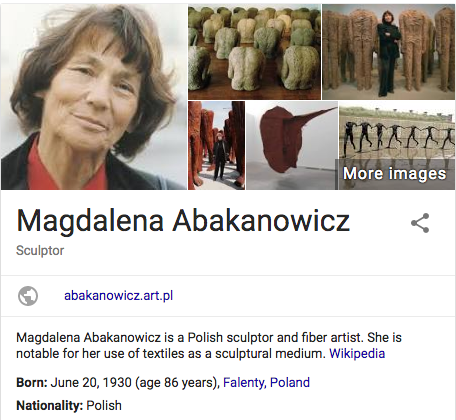 More images
Magdalena Abakanowicz
Sculptor
abakanowicz.art.pl
Magdalena Abakanowicz is a Polish sculptor and fiber artist. She is
notable for her use of textiles as a sculptural medium. Wikipedia
Born: June 20, 1930 (age 86 years), Falenty, Poland
Nationality: Polish